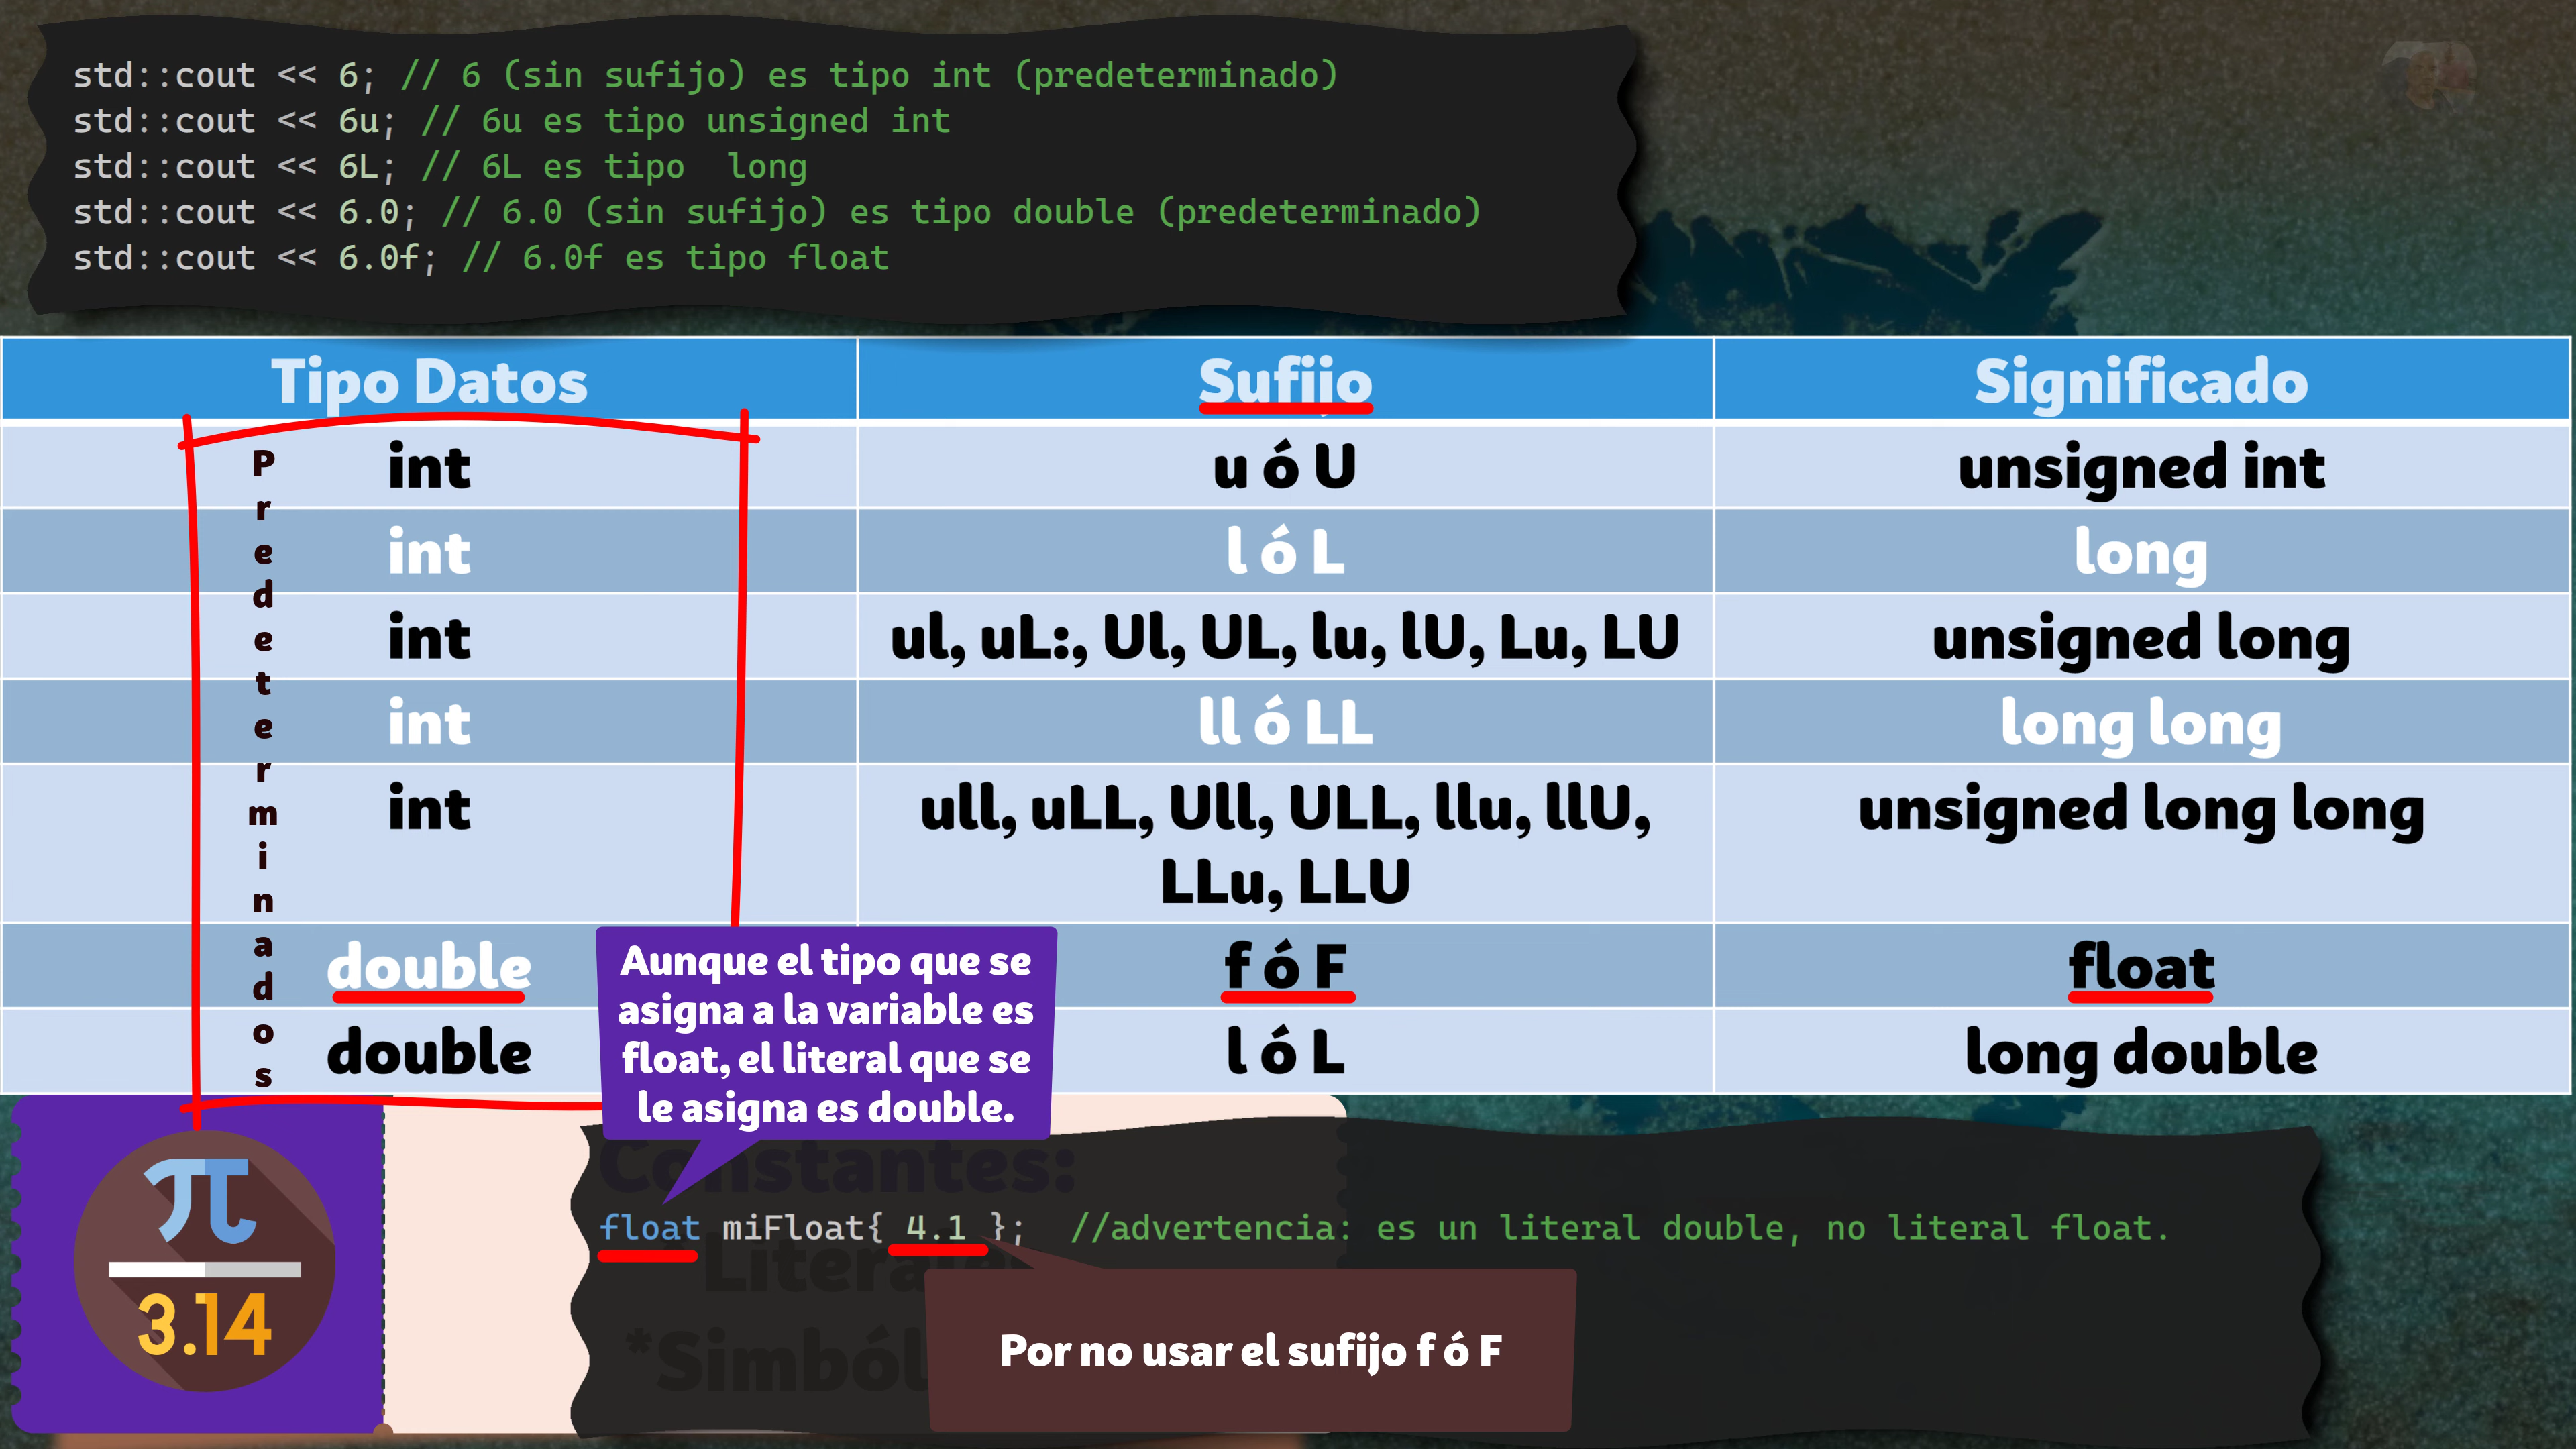 std::cout << 6; // 6 (sin sufijo) es tipo int (predeterminado)
std::cout << 6u; // 6u es tipo unsigned int
std::cout << 6L; // 6L es tipo  long
std::cout << 6.0; // 6.0 (sin sufijo) es tipo double (predeterminado)
std::cout << 6.0f; // 6.0f es tipo float
Tipo Datos Sufijo Significado
Predeterminados
int u ó U unsigned int
int l ó L long
int ul, uL:, Ul, UL, lu, lU, Lu, LU unsigned long
int ll ó LL long long
int ull, uLL, Ull, ULL, llu, llU, unsigned long long
LLu, LLU
double f ó F float
double l ó L long double
Aunque el tipo que se
asigna a la variable es
float, el literal que se
le asigna es double.
Constantes:
float miFloat{ 4.1 };  //advertencia: es un literal double, no literal float.
Por no usar el sufijo f ó F
π
3.14